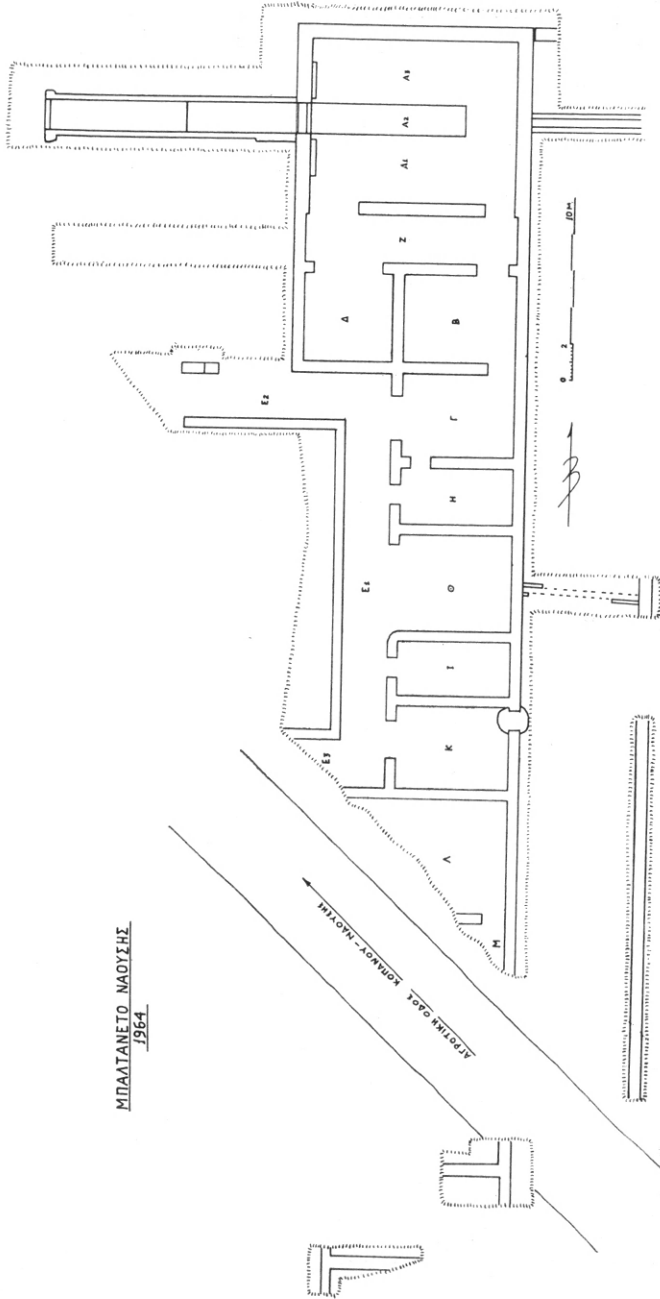 ΜΠΑΛΤΑΝΕΤΟ ΝΑΟΥΣΗΣ
1964
Α3
Α2
Α1
Ζ
Δ
Β
Ε2
Γ
Η
Ε1
Θ
Ι
Ε3
Κ
Λ
Μ
0 2 10Μ
ΑΓΡΟΤΙΚΗ ΟΔΟΣ ΚΟΠΑΝΟΥ – ΝΑΟΥΣΗΣ